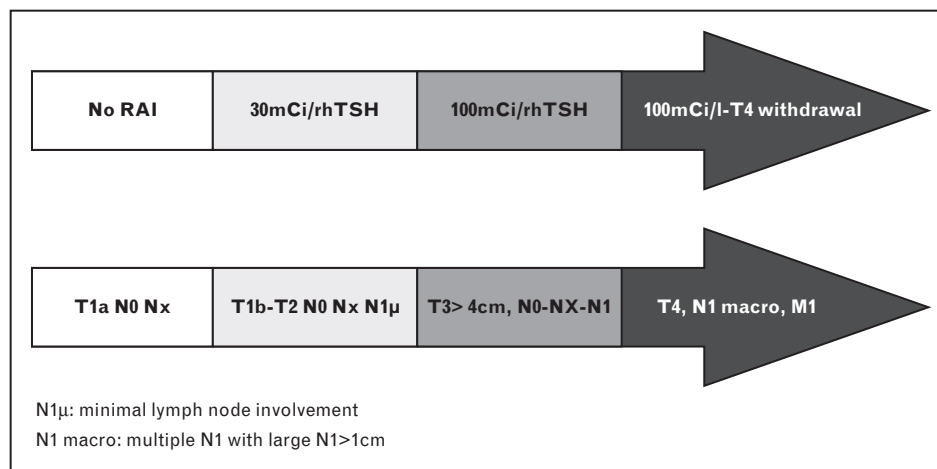 No RAI
30mCi/rhTSH
100mCi/rhTSH
100mCi/l-T4 withdrawal
T1a N0 Nx
T1b-T2 N0 Nx N1μ
T3> 4cm, N0-NX-N1
T4, N1 macro, M1
N1μ: minimal lymph node involvement
N1 macro: multiple N1 with large N1>1cm